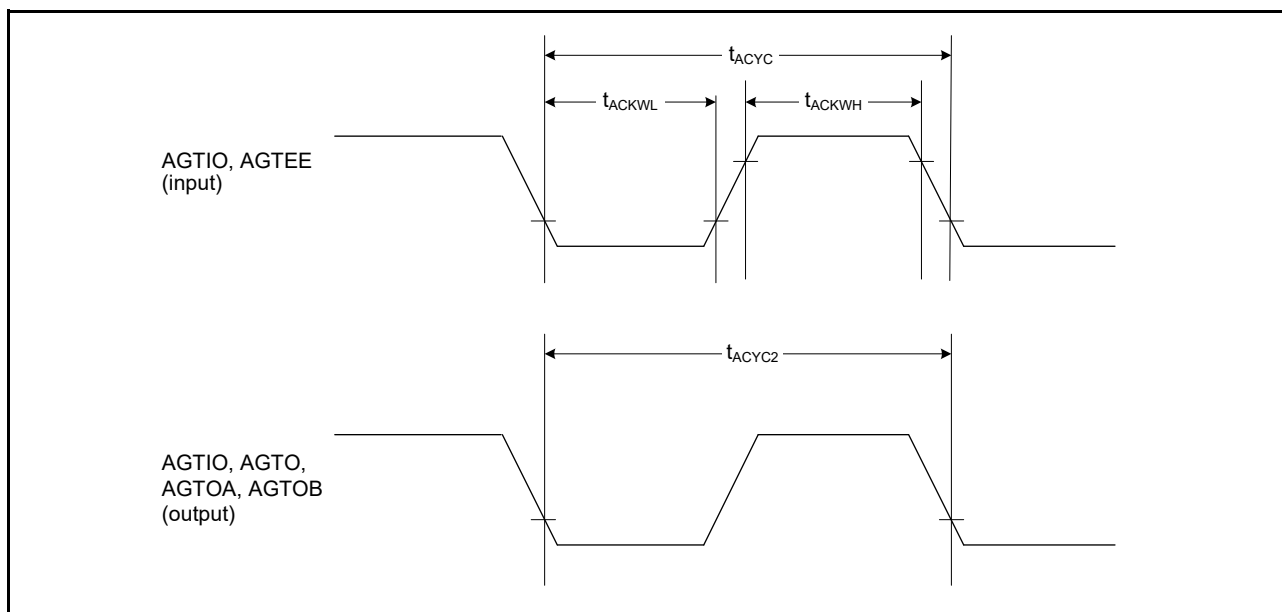 tACYC
tACKWL
tACKWH
AGTIO, AGTEE
(input)
tACYC2
AGTIO, AGTO,
AGTOA, AGTOB
(output)